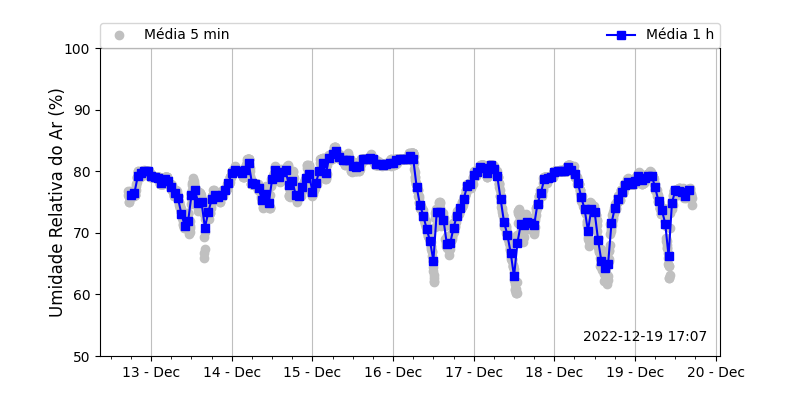 Média 5 min
Média 1 h
Umidade Relativa do Ar (%)
100
90
80
70
60
50
2022-12-19 17:07
13 - Dec
14 - Dec
15 - Dec
16 - Dec
17 - Dec
18 - Dec
19 - Dec
20 - Dec